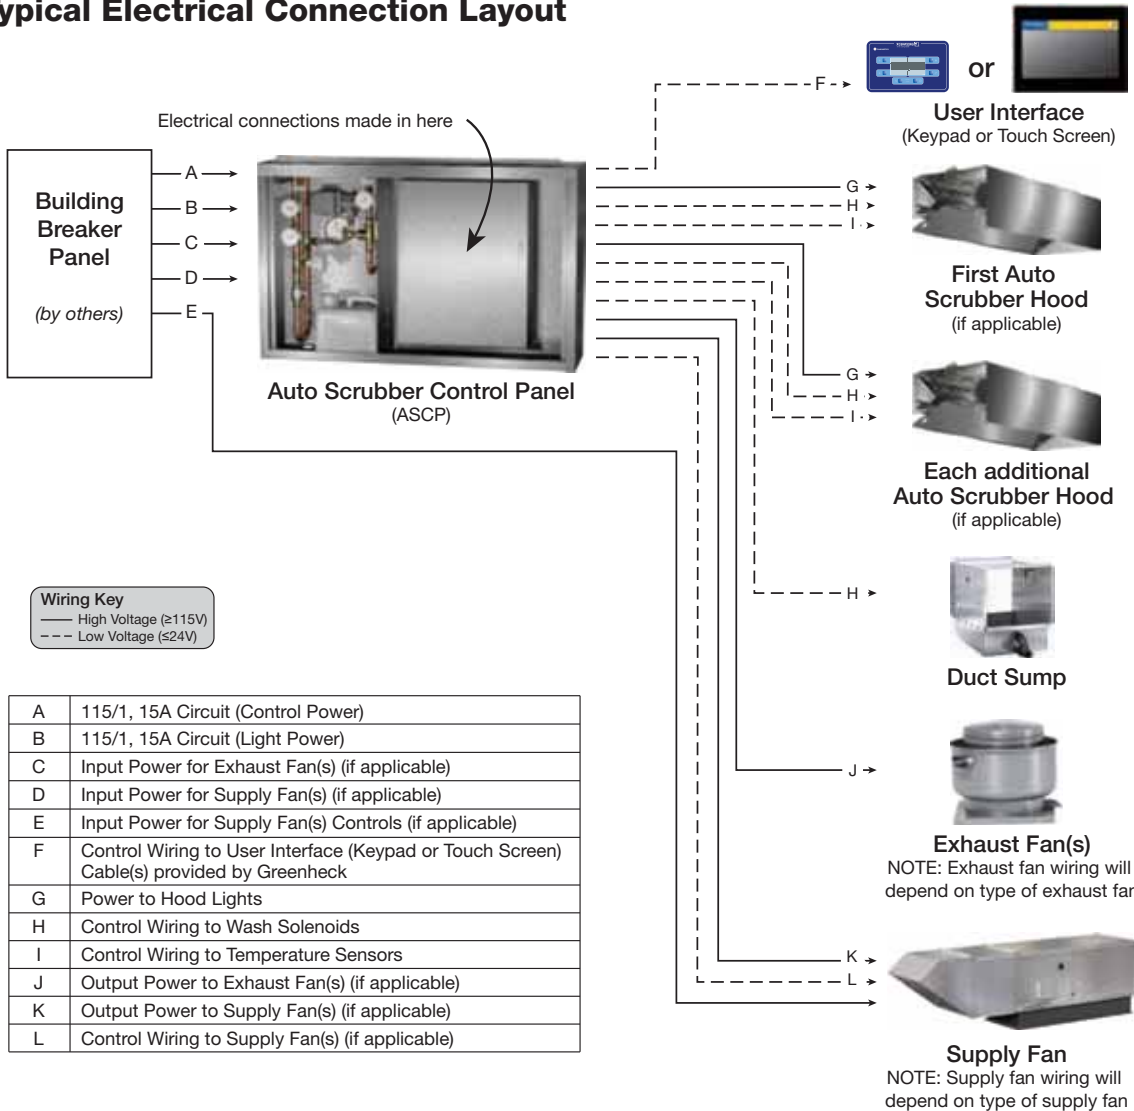 ypical Electrical Connection Layout
F
or
User Interface
(Keypad or Touch Screen)
Electrical connections made in here
Building
Breaker
Panel
(by others)
A
B
C
D
E
Auto Scrubber Control Panel
(ASCP)
G
H
I
First Auto
Scrubber Hood
(if applicable)
G
H
I
Each additional
Auto Scrubber Hood
(if applicable)
H
Duct Sump
J
Exhaust Fan(s)
NOTE: Exhaust fan wiring will
depend on type of exhaust fan
K
L
Supply Fan
NOTE: Supply fan wiring will
depend on type of supply fan
Wiring Key
High Voltage (≥115V)
Low Voltage (≤24V)
A 115/1, 15A Circuit (Control Power)
B 115/1, 15A Circuit (Light Power)
C Input Power for Exhaust Fan(s) (if applicable)
D Input Power for Supply Fan(s) (if applicable)
E Input Power for Supply Fan(s) Controls (if applicable)
F Control Wiring to User Interface (Keypad or Touch Screen)
Cable(s) provided by Greenheck
G Power to Hood Lights
H Control Wiring to Wash Solenoids
I Control Wiring to Temperature Sensors
J Output Power to Exhaust Fan(s) (if applicable)
K Output Power to Supply Fan(s) (if applicable)
L Control Wiring to Supply Fan(s) (if applicable)